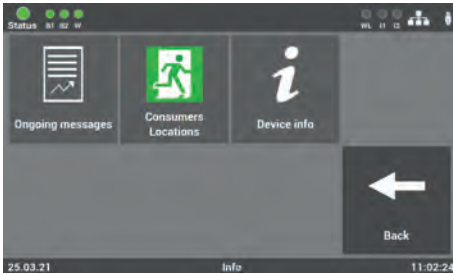 Status B1 B2 W WL I1 I2
Ongoing messages
Consumers
Locations
Device info
Back
25.03.21 Info 11:02:24